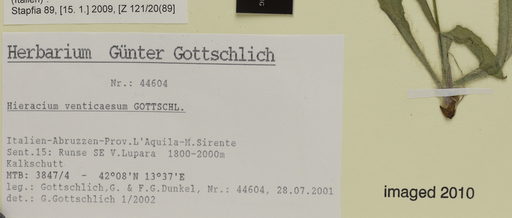 (Italien) :
Stapfia 89, [15. 1.] 2009, [Z 121/20(89]
Herbarium Günter Gottschlich
Nr.: 44604
Hieracium venticaesum GOTTSCHL.
Italien-Abruzzen-Prov.L'Aquila-M.Sirente
Sent.15: Runse SE V.Lupara 1800-2000m
Kalkschutt
MTB: 3847/4 - 42°08'N 13°37'E
leg.: Gottschlich,G. & F.G.Dunkel, Nr.: 44604, 28.07.2001
det.: G.Gottschlich 1/2002
imaged 2010